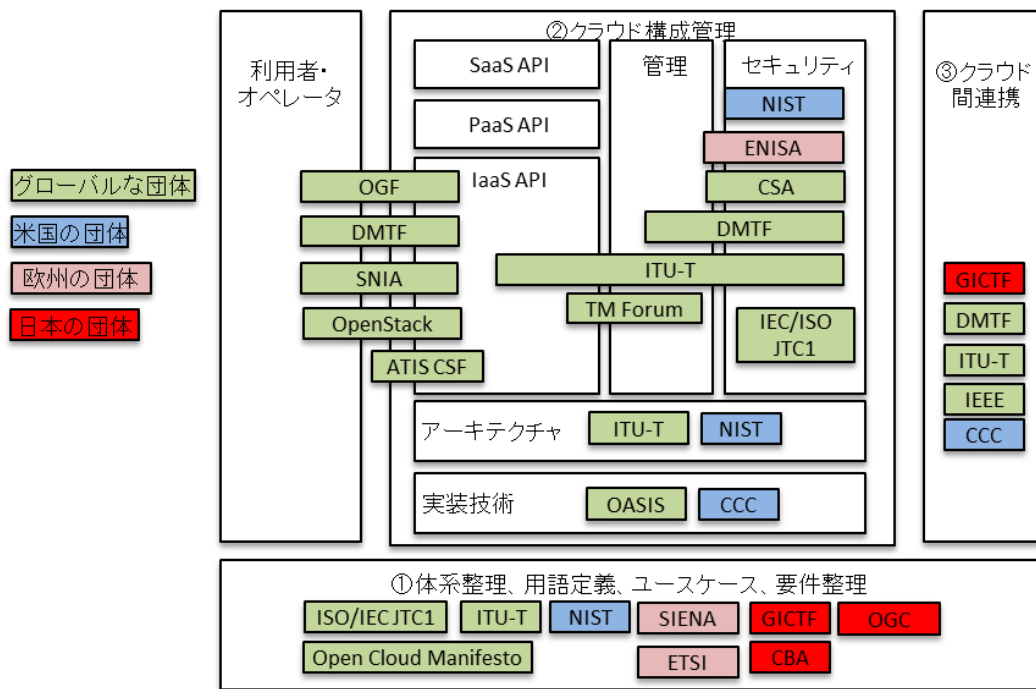 グローバルな団体
米国の団体
欧州の団体
日本の団体
利用者・
オペレータ
②クラウド構成管理
SaaS API
PaaS API
IaaS API
管理
セキュリティ
NIST
ENISA
CSA
OGF
DMTF
DMTF
SNIA
ITU-T
OpenStack
TM Forum
IEC/ISO
JTC1
ATIS CSF
アーキテクチャ
ITU-T
NIST
実装技術
OASIS
CCC
③クラウド
間連携
GICTF
DMTF
ITU-T
IEEE
CCC
①体系整理、用語定義、ユースケース、要件整理
ISO/IEC JTC1
ITU-T
NIST
SIENA
GICTF
OGC
Open Cloud Manifesto
ETSI
CBA